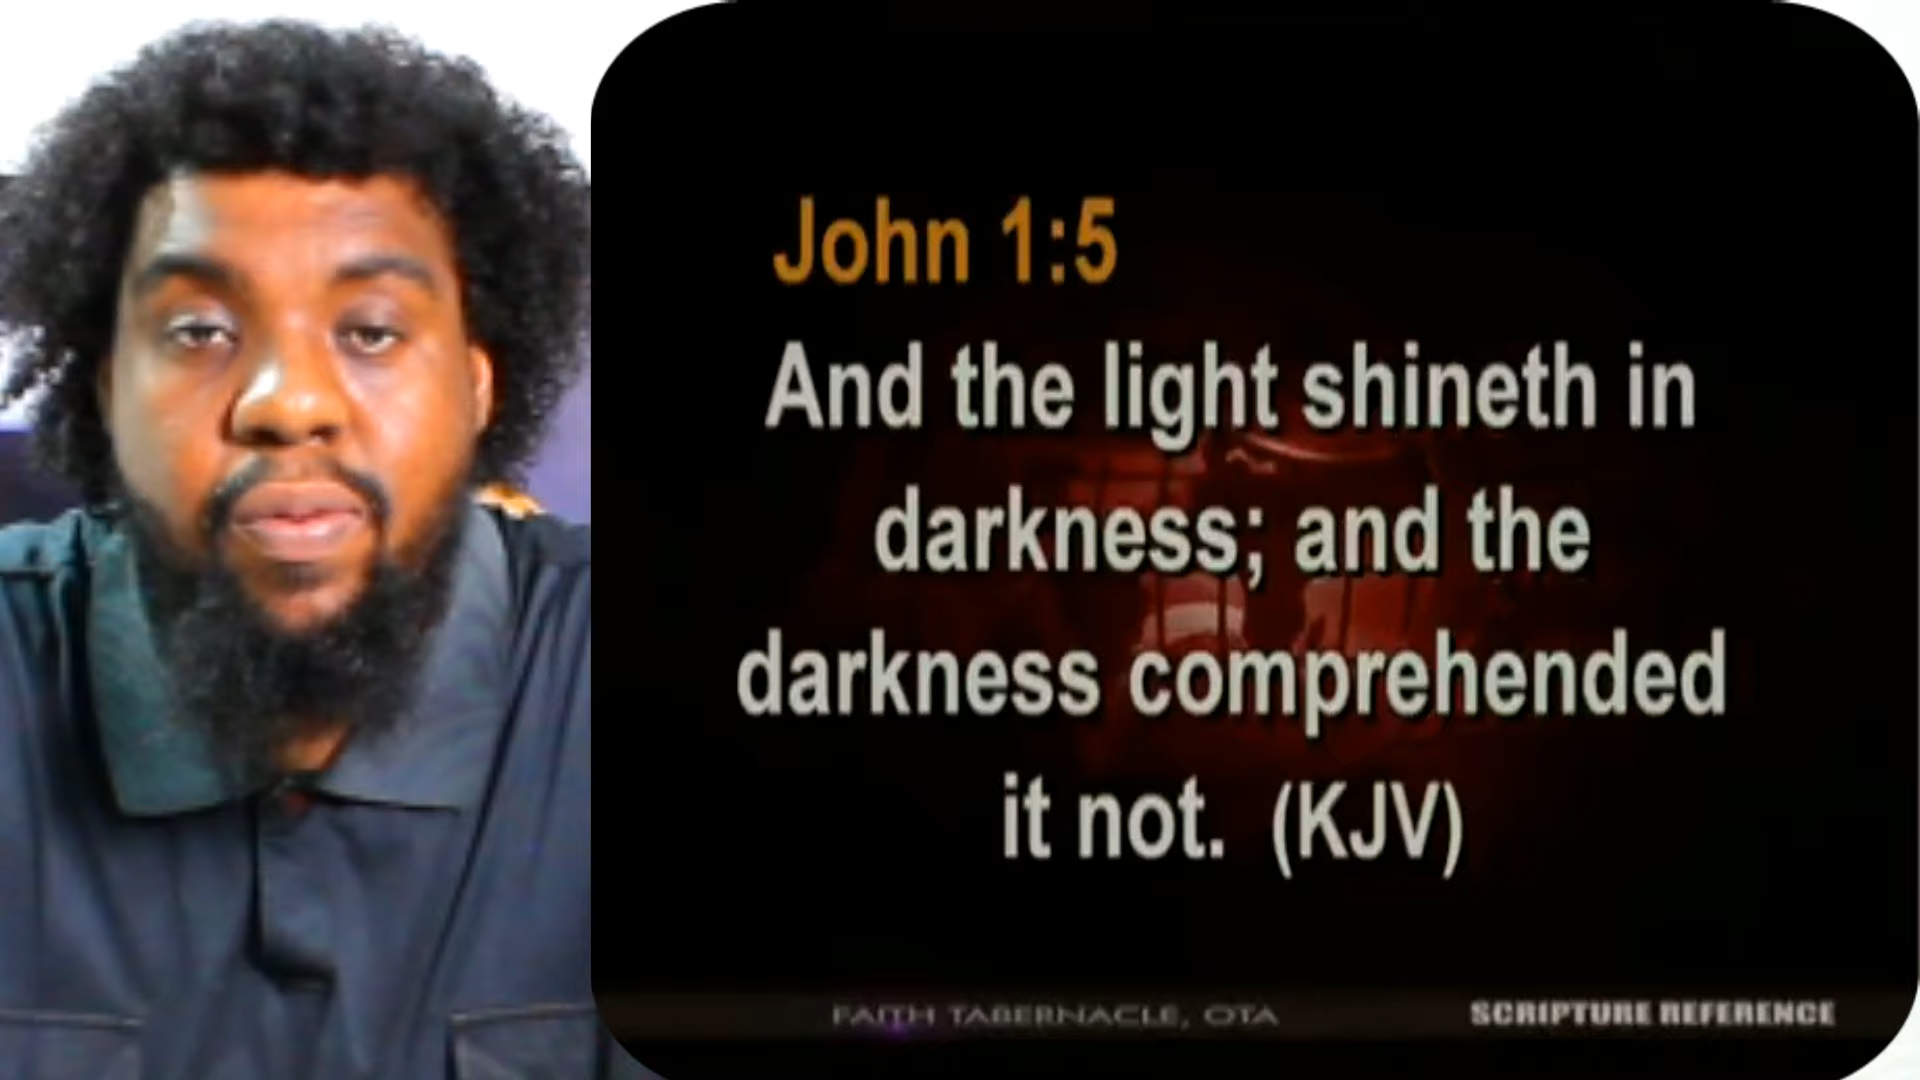 John 1:5
And the light shineth in
darkness; and the
darkness comprehended
it not. (KJV)
FAITH TABERNACLE, OTA
SCRIPTURE REFERENCE